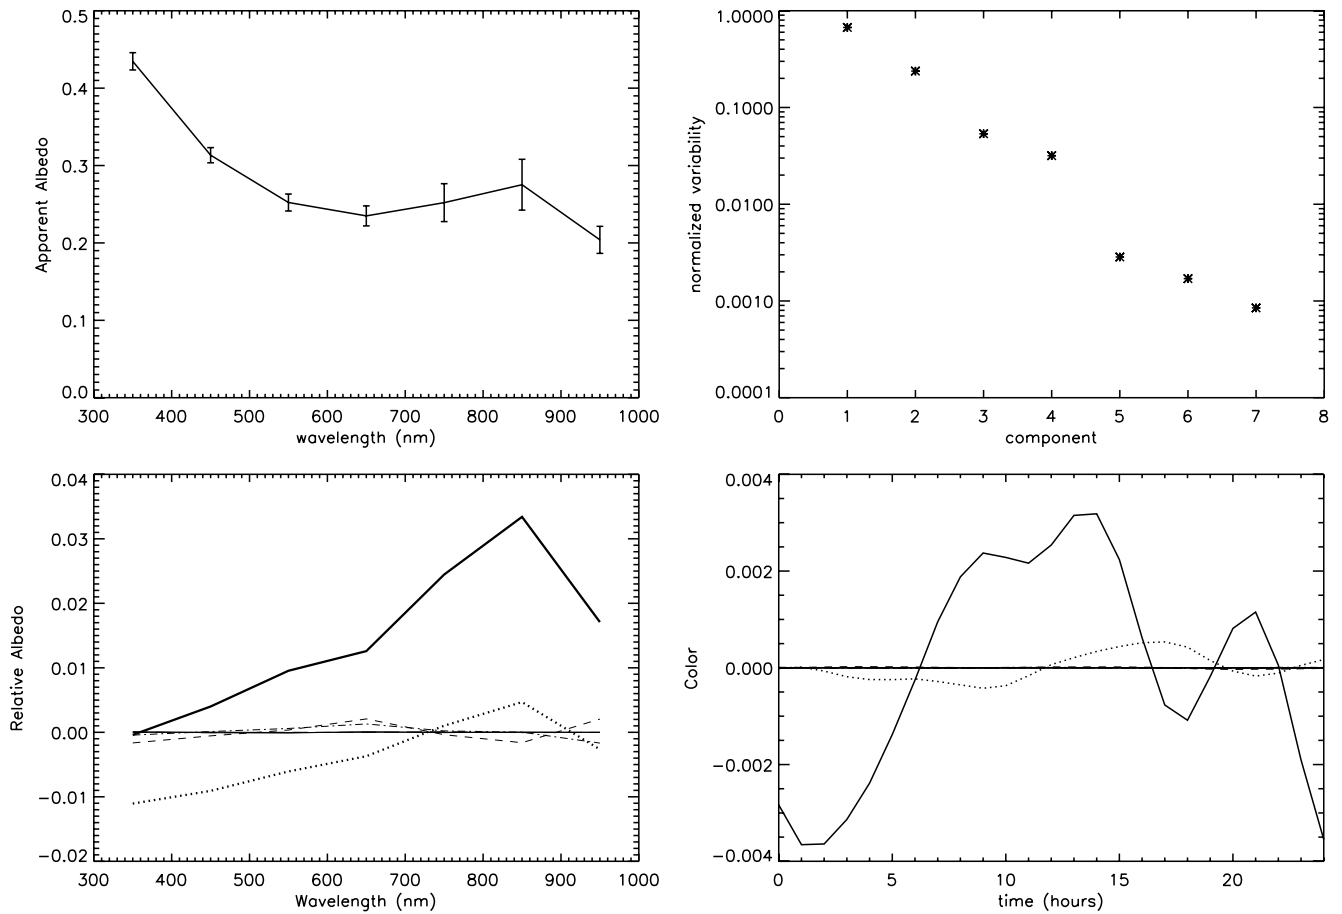 0.5
0.4
0.3
0.2
0.1
0.0
Apparent Albedo
300 400 500 600 700 800 900 1000
wavelength (nm)
1.0000
0.1000
0.0100
0.0010
0.0001
normalized variability
0 1 2 3 4 5 6 7 8
component
0.04
0.03
0.02
0.01
0.00
−0.01
−0.02
Relative Albedo
300 400 500 600 700 800 900 1000
Wavelength (nm)
0.004
0.002
0.000
−0.002
−0.004
Color
0 5 10 15 20
time (hours)